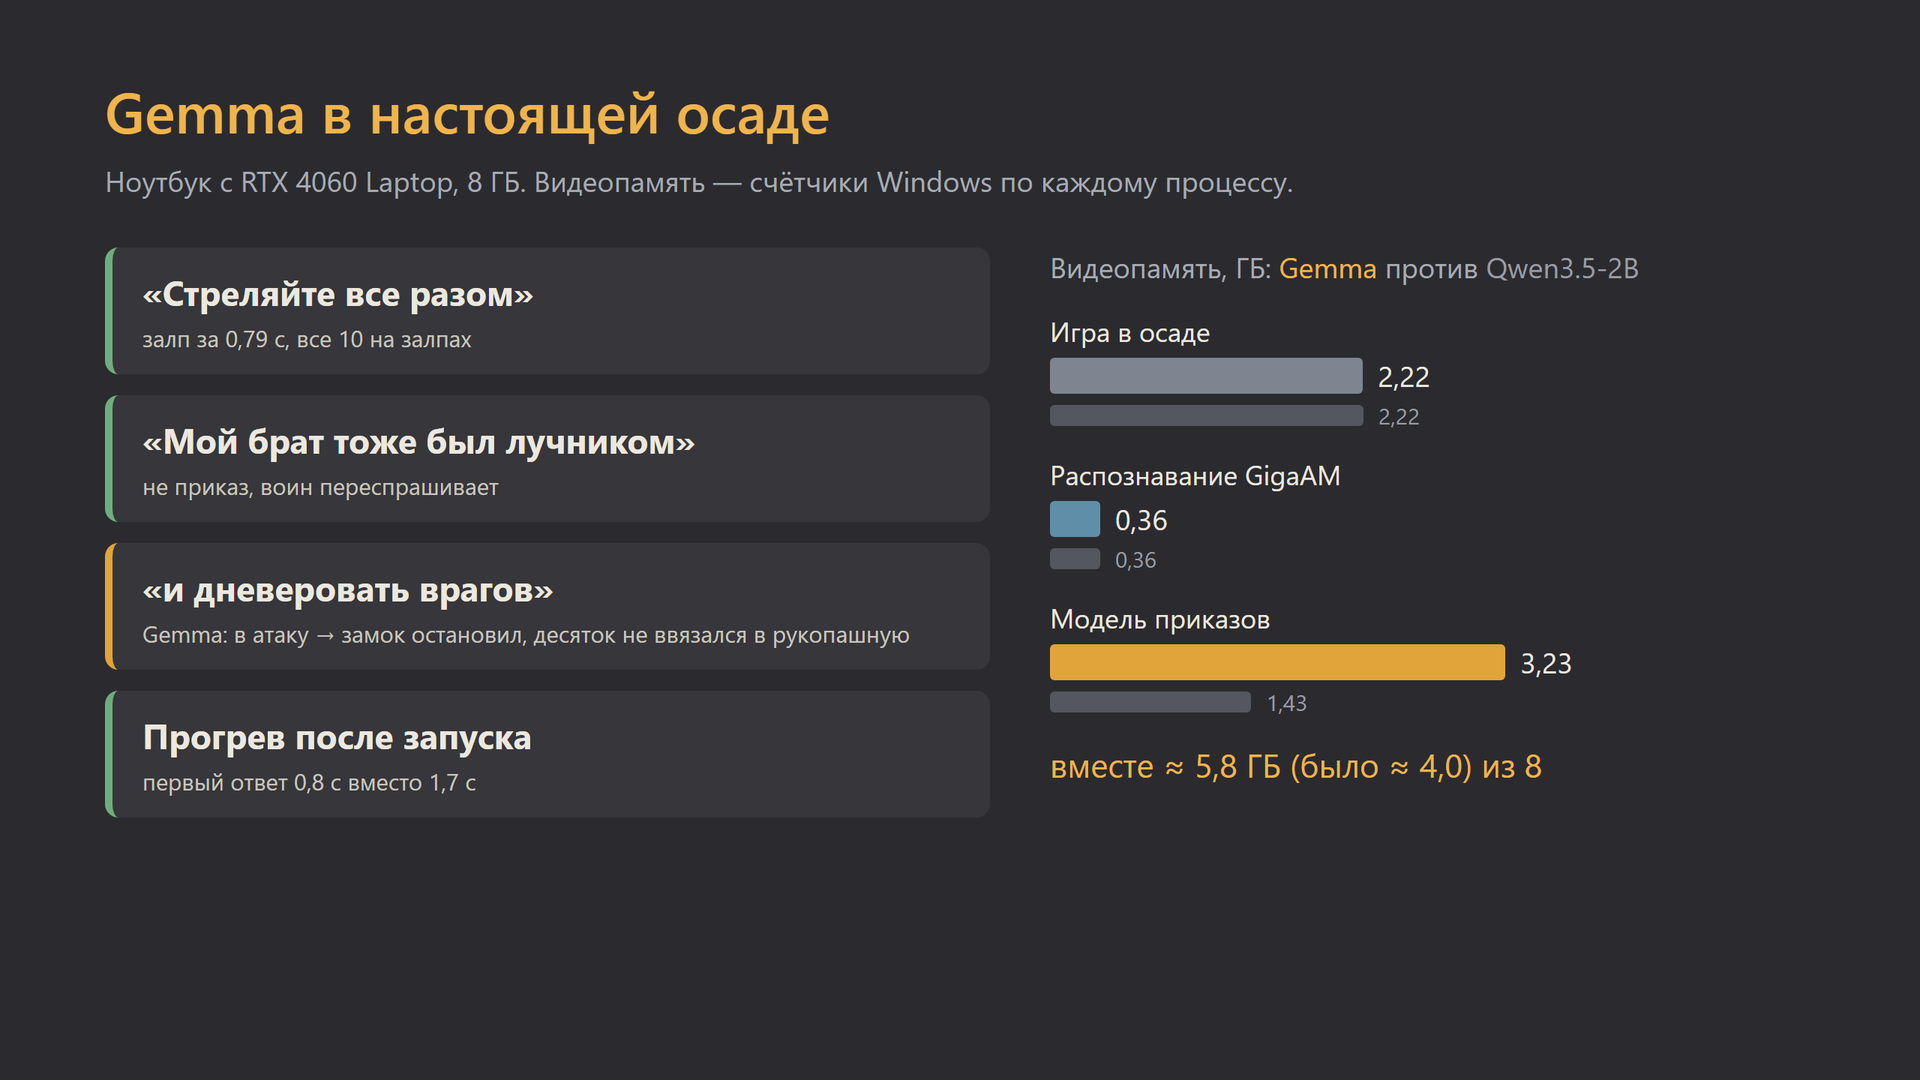 Gemma в настоящей осаде
Ноутбук с RTX 4060 Laptop, 8 ГБ. Видеопамять — счётчики Windows по каждому процессу.
«Стреляйте все разом»
залп за 0,79 с, все 10 на залпах
«Мой брат тоже был лучником»
не приказ, воин переспрашивает
«и дневеровать врагов»
Gemma: в атаку → замок остановил, десяток не ввязался в рукопашную
Прогрев после запуска
первый ответ 0,8 с вместо 1,7 с
Видеопамять, ГБ: Gemma против Qwen3.5-2B
Игра в осаде
2,22
2,22
Распознавание GigaAM
0,36
0,36
Модель приказов
3,23
1,43
вместе ≈ 5,8 ГБ (было ≈ 4,0) из 8